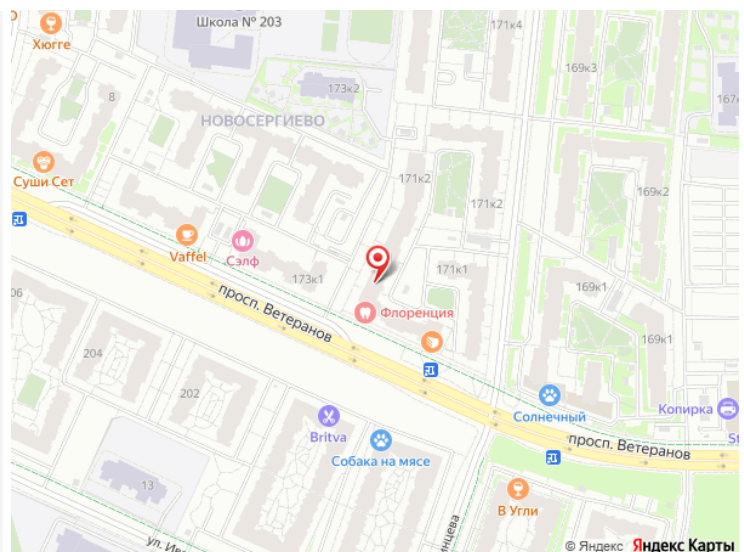 Хюгге
Школа № 203
171к4
169к3
167к
8
173к2
НОВОСЕРГИЕВО
Суши Сет
171к2
171к2
169к2
Vaffel
Сэлф
173к1
171к1
169к1
просп. Ветеранов
Флоренция
169к1
204
202
Солнечный
Копирка
Britva
просп. Ветеранов
Собака на мясе
13
В Угли
© Яндекс Яндекс Карты